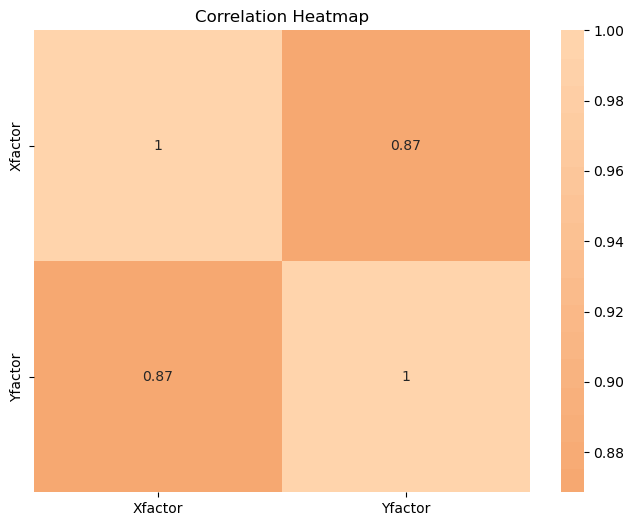 Correlation Heatmap
Xfactor
1
0.87
Yfactor
0.87
1
Xfactor
Yfactor
1.00
0.98
0.96
0.94
0.92
0.90
0.88